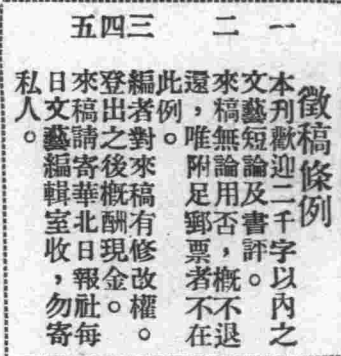 徵稿條例
一 本刊歡迎二千字以內之
文藝短論及書評。
二 來稿無論用否，概不退
還，唯附足郵票者不在
此例。
三 編者對來稿有修改權。
四 登出之後概酬現金。
五 來稿請寄華北日報社每
日文藝編輯室收，勿寄
私人。